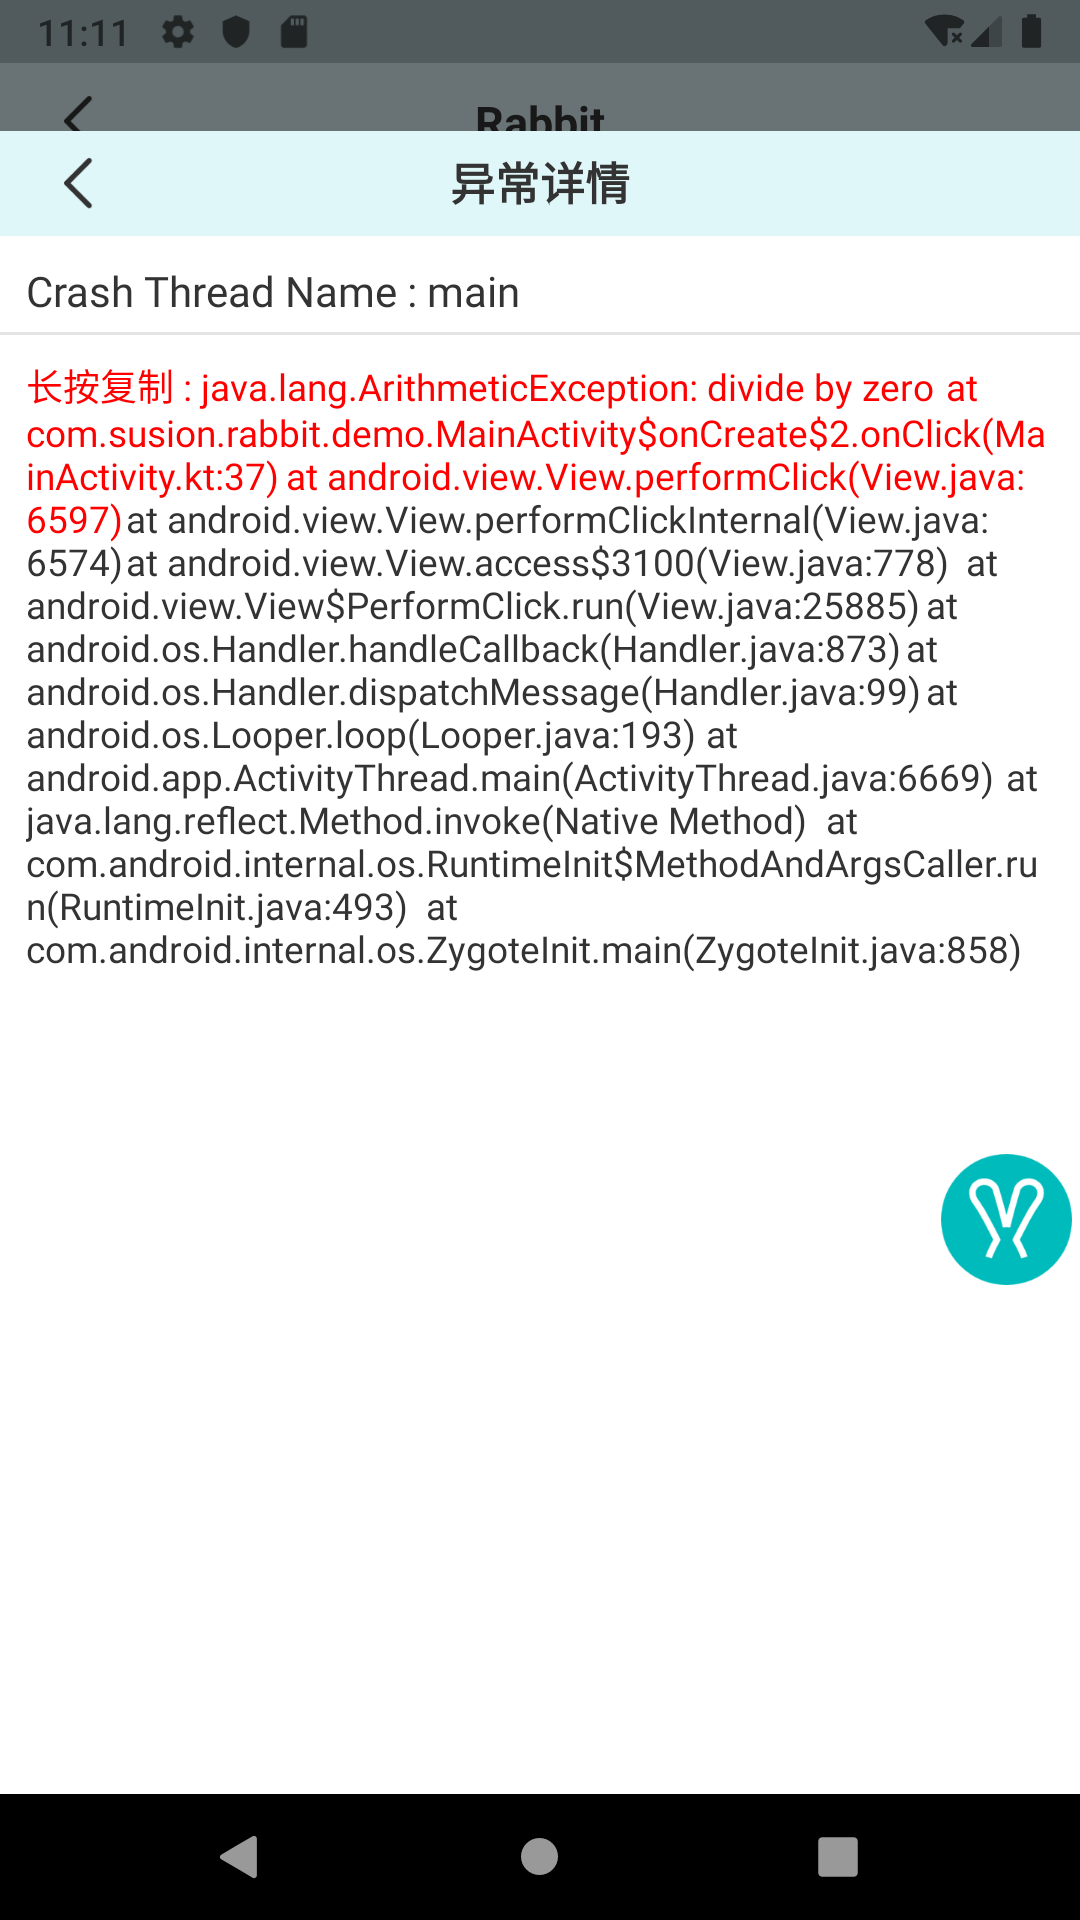 11:11
Rabbit
异常详情
Crash Thread Name : main
长按复制 : java.lang.ArithmeticException: divide by zero at
com.susion.rabbit.demo.MainActivity$onCreate$2.onClick(Ma
inActivity.kt:37) at android.view.View.performClick(View.java:
6597) at android.view.View.performClickInternal(View.java:
6574) at android.view.View.access$3100(View.java:778) at
android.view.View$PerformClick.run(View.java:25885) at
android.os.Handler.handleCallback(Handler.java:873) at
android.os.Handler.dispatchMessage(Handler.java:99) at
android.os.Looper.loop(Looper.java:193) at
android.app.ActivityThread.main(ActivityThread.java:6669) at
java.lang.reflect.Method.invoke(Native Method) at
com.android.internal.os.RuntimeInit$MethodAndArgsCaller.ru
n(RuntimeInit.java:493) at
com.android.internal.os.ZygoteInit.main(ZygoteInit.java:858)